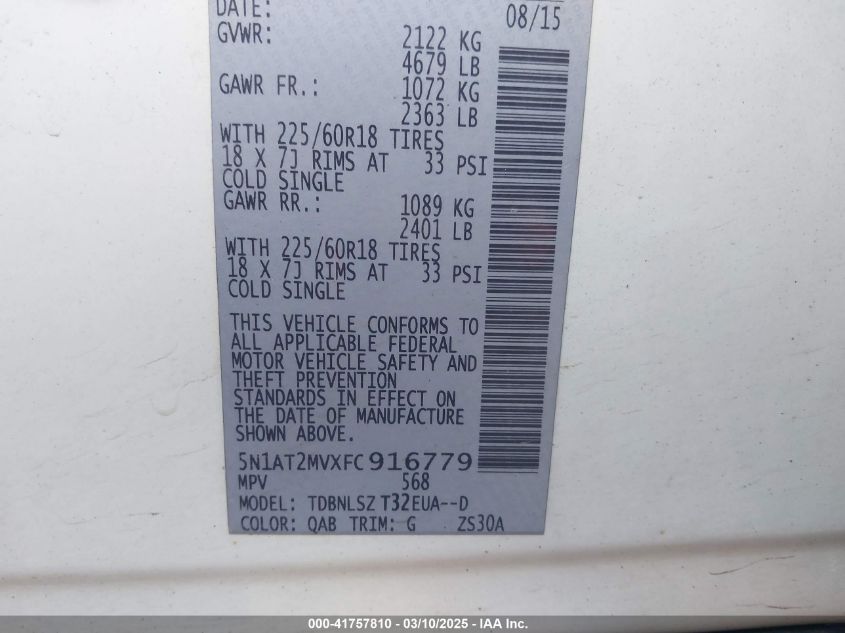 DATE: 08/15
GVWR: 2122 KG
4679 LB
GAWR FR.: 1072 KG
2363 LB
WITH 225/60R18 TIRES
18 X 7J RIMS AT 33 PSI
COLD SINGLE
GAWR RR.: 1089 KG
2401 LB
WITH 225/60R18 TIRES
18 X 7J RIMS AT 33 PSI
COLD SINGLE
THIS VEHICLE CONFORMS TO
ALL APPLICABLE FEDERAL
MOTOR VEHICLE SAFETY AND
THEFT PREVENTION
STANDARDS IN EFFECT ON
THE DATE OF MANUFACTURE
SHOWN ABOVE.
5N1AT2MVXFC916779
MPV 568
MODEL: TDBNLSZ T32EUA--D
COLOR: QAB TRIM: G ZS30A
000-41757810 — 03/10/2025 — IAA Inc.